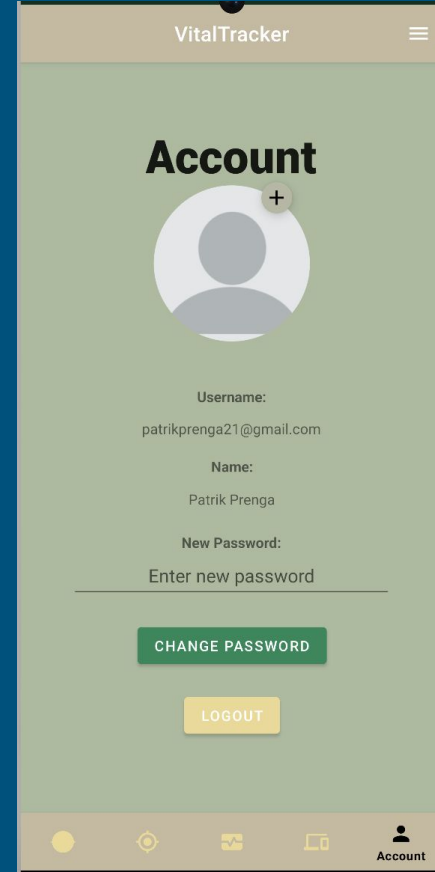 VitalTracker
Account
Username:
patrikprenga21@gmail.com
Name:
Patrik Prenga
New Password:
Enter new password
CHANGE PASSWORD
LOGOUT
Account